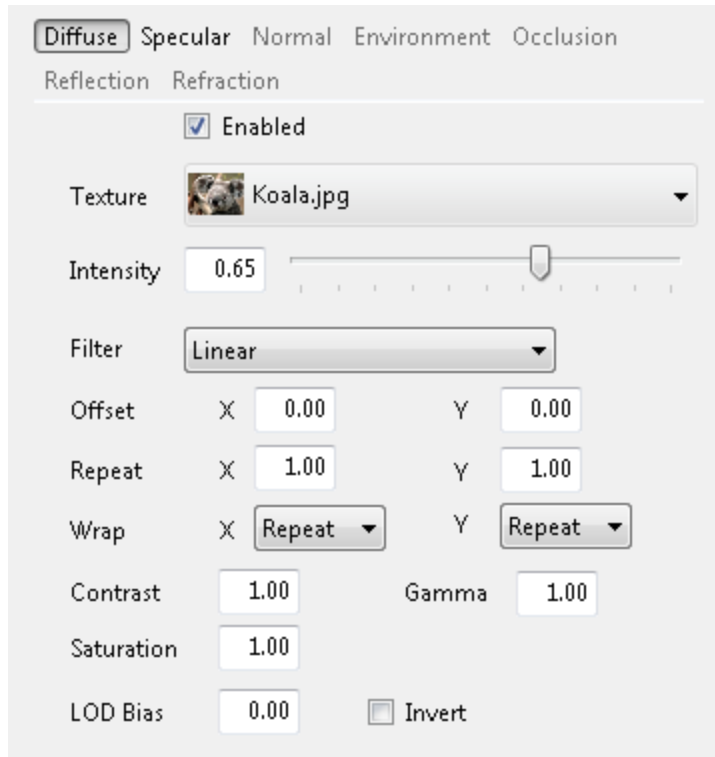 Diffuse Specular Normal Environment Occlusion
Reflection Refraction
Enabled
Texture Koala.jpg
Intensity 0.65
Filter Linear
Offset X 0.00 Y 0.00
Repeat X 1.00 Y 1.00
Wrap X Repeat Y Repeat
Contrast 1.00 Gamma 1.00
Saturation 1.00
LOD Bias 0.00 Invert